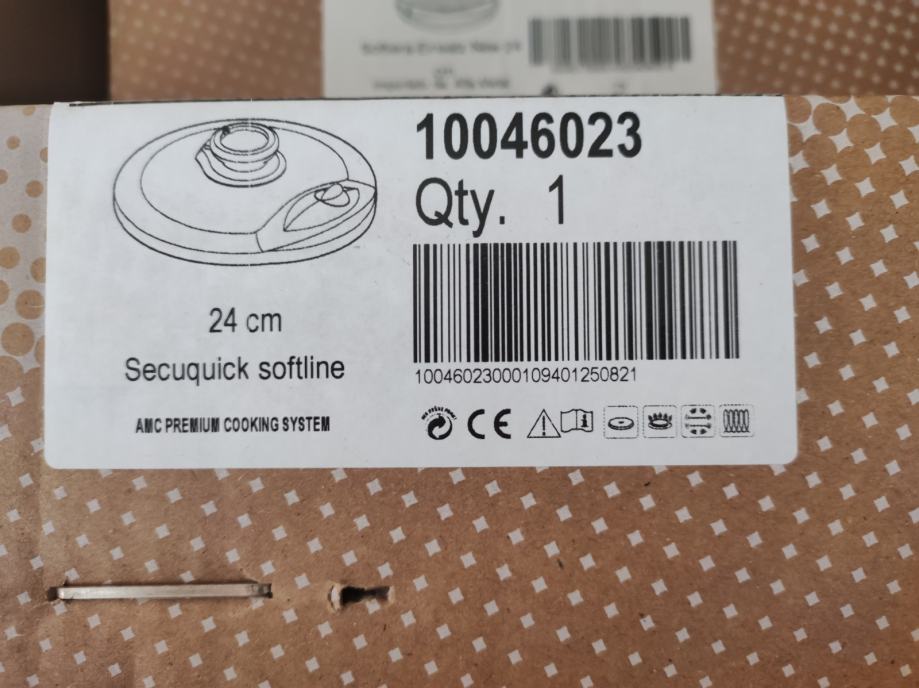 10046023
Qty. 1
10046023000109401250821
24 cm
Secuquick softline
AMC PREMIUM COOKING SYSTEM
CE